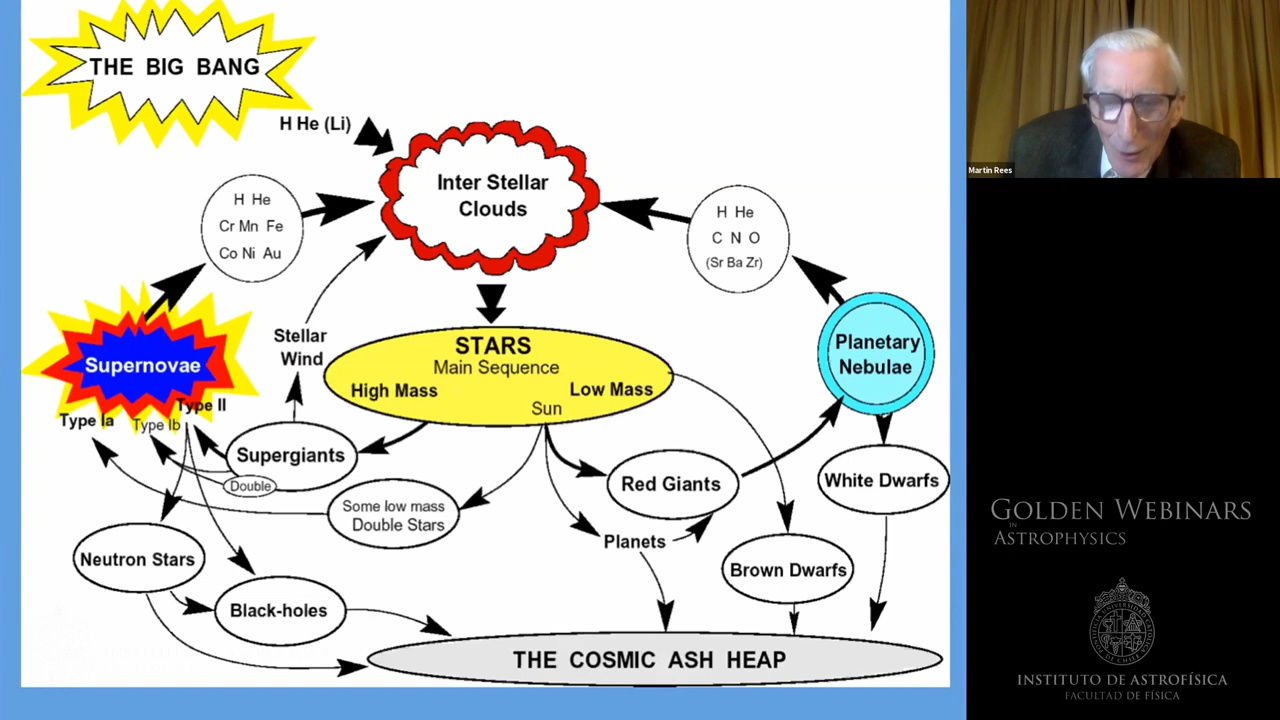 THE BIG BANG
H He (Li)
Inter Stellar
Clouds
H He
Cr Mn Fe
Co Ni Au
H He
C N O
(Sr Ba Zr)
Supernovae
Type Ia
Type Ib
Type II
Stellar
Wind
STARS
Main Sequence
High Mass
Low Mass
Sun
Planetary
Nebulae
Supergiants
Double
Some low mass
Double Stars
Red Giants
White Dwarfs
Planets
Neutron Stars
Black-holes
Brown Dwarfs
THE COSMIC ASH HEAP
Martin Rees
GOLDEN WEBINARS
IN
ASTROPHYSICS
INSTITUTO DE ASTROFÍSICA
FACULTAD DE FÍSICA